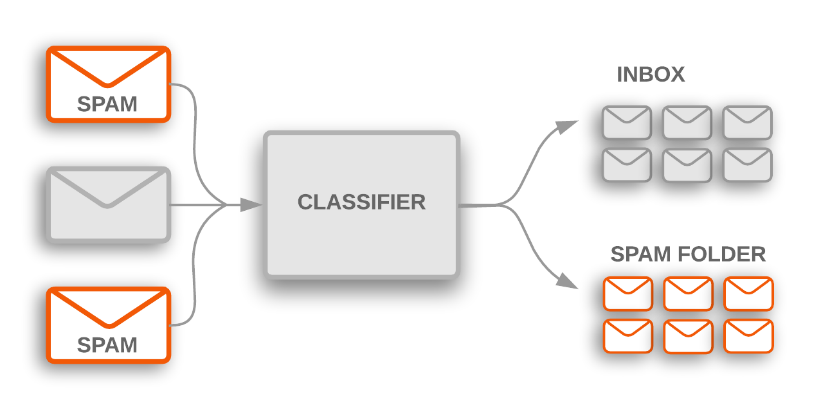 SPAM
SPAM
CLASSIFIER
INBOX
SPAM FOLDER